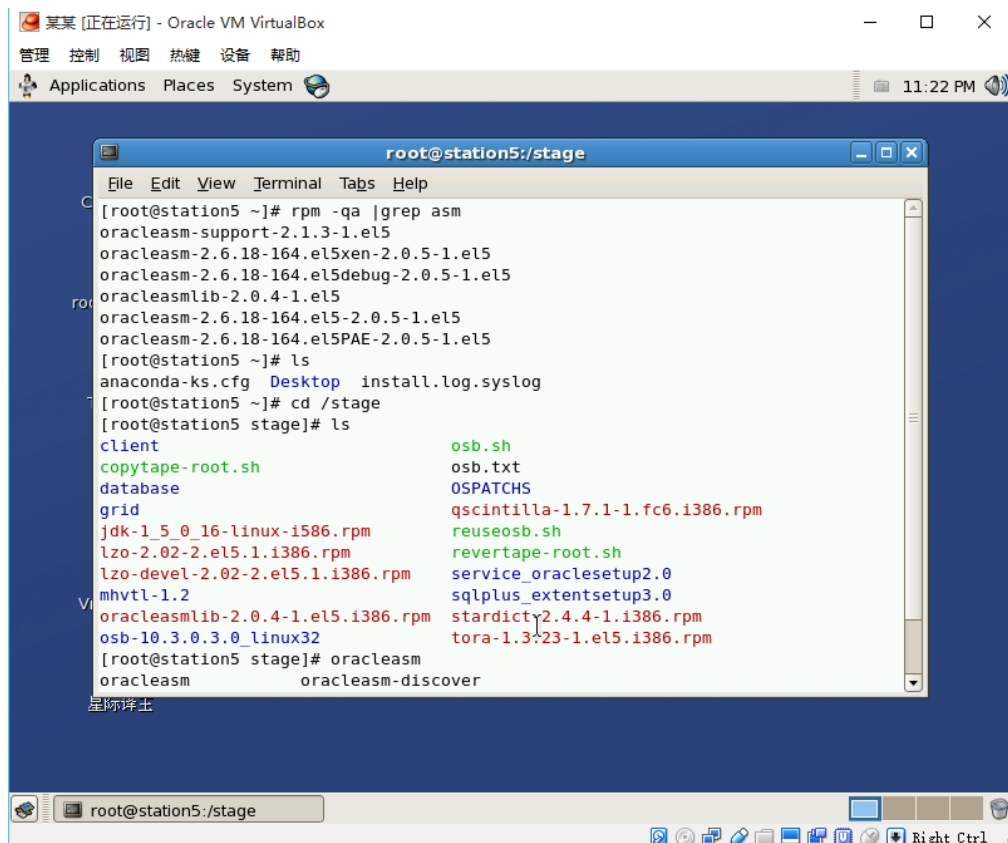 某某 [正在运行] - Oracle VM VirtualBox
管理 控制 视图 热键 设备 帮助
Applications Places System 11:22 PM
root@station5:/stage
File Edit View Terminal Tabs Help
[root@station5 ~]# rpm -qa |grep asm
oracleasm-support-2.1.3-1.el5
oracleasm-2.6.18-164.el5xen-2.0.5-1.el5
oracleasm-2.6.18-164.el5debug-2.0.5-1.el5
oracleasmlib-2.0.4-1.el5
oracleasm-2.6.18-164.el5-2.0.5-1.el5
oracleasm-2.6.18-164.el5PAE-2.0.5-1.el5
[root@station5 ~]# ls
anaconda-ks.cfg Desktop install.log.syslog
[root@station5 ~]# cd /stage
[root@station5 stage]# ls
client osb.sh
copytape-root.sh osb.txt
database OSPATCHS
grid qscintilla-1.7.1-1.fc6.i386.rpm
jdk-1_5_0_16-linux-i586.rpm reuseosb.sh
lzo-2.02-2.el5.1.i386.rpm revertape-root.sh
lzo-devel-2.02-2.el5.1.i386.rpm service_oraclesetup2.0
mhvtl-1.2 sqlplus_extentsetup3.0
oracleasmlib-2.0.4-1.el5.i386.rpm stardict-2.4.4-1.i386.rpm
osb-10.3.0.3.0_linux32 tora-1.3.23-1.el5.i386.rpm
[root@station5 stage]# oracleasm
oracleasm oracleasm-discover
root@station5:/stage
Right Ctrl